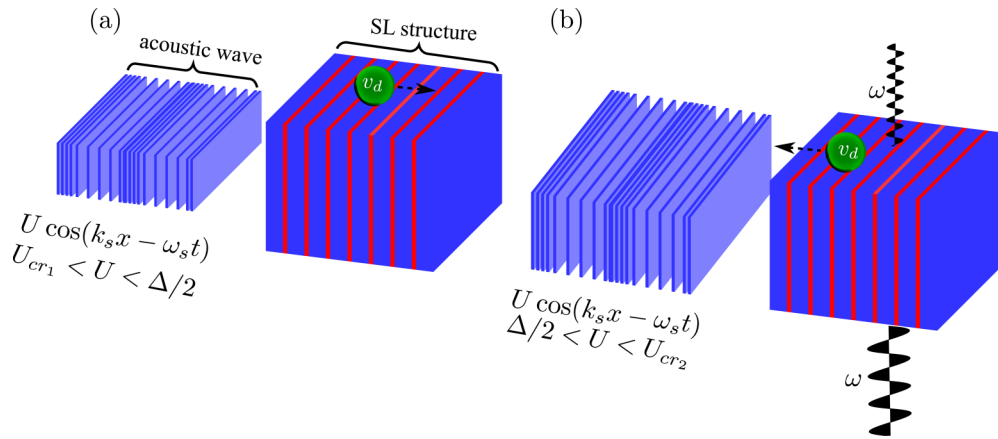 (a)
acoustic wave
SL structure
v_d
U cos(k_s x − ω_s t)
U_{cr_1} < U < Δ/2
(b)
ω
v_d
U cos(k_s x − ω_s t)
Δ/2 < U < U_{cr_2}
ω